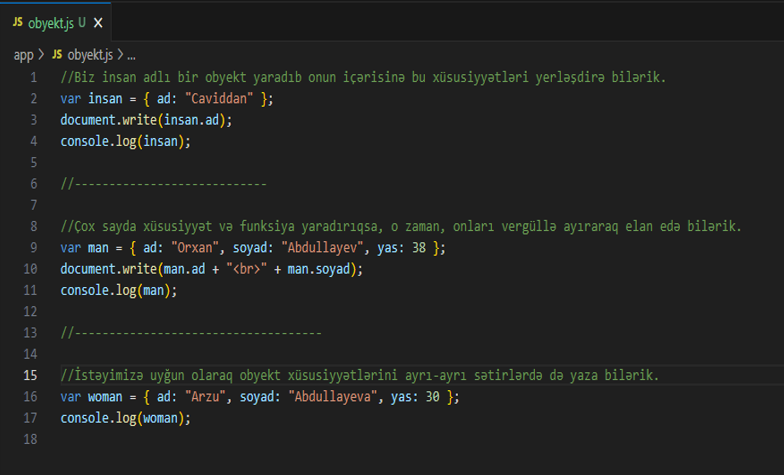 JS obyekt.js U ×
app > JS obyekt.js > ...
1 //Biz insan adlı bir obyekt yaradıb onun içərisinə bu xüsusiyyətləri yerləşdirə bilərik.
2 var insan = { ad: "Caviddan" };
3 document.write(insan.ad);
4 console.log(insan);
5
6 //----------------------------
7
8 //Çox sayda xüsusiyyət və funksiya yaradırıqsa, o zaman, onları vergüllə ayıraraq elan edə bilərik.
9 var man = { ad: "Orxan", soyad: "Abdullayev", yas: 38 };
10 document.write(man.ad + "<br>" + man.soyad);
11 console.log(man);
12
13 //------------------------------------
14
15 //İstəyimizə uyğun olaraq obyekt xüsusiyyətlərini ayrı-ayrı sətirlərdə də yaza bilərik.
16 var woman = { ad: "Arzu", soyad: "Abdullayeva", yas: 30 };
17 console.log(woman);
18